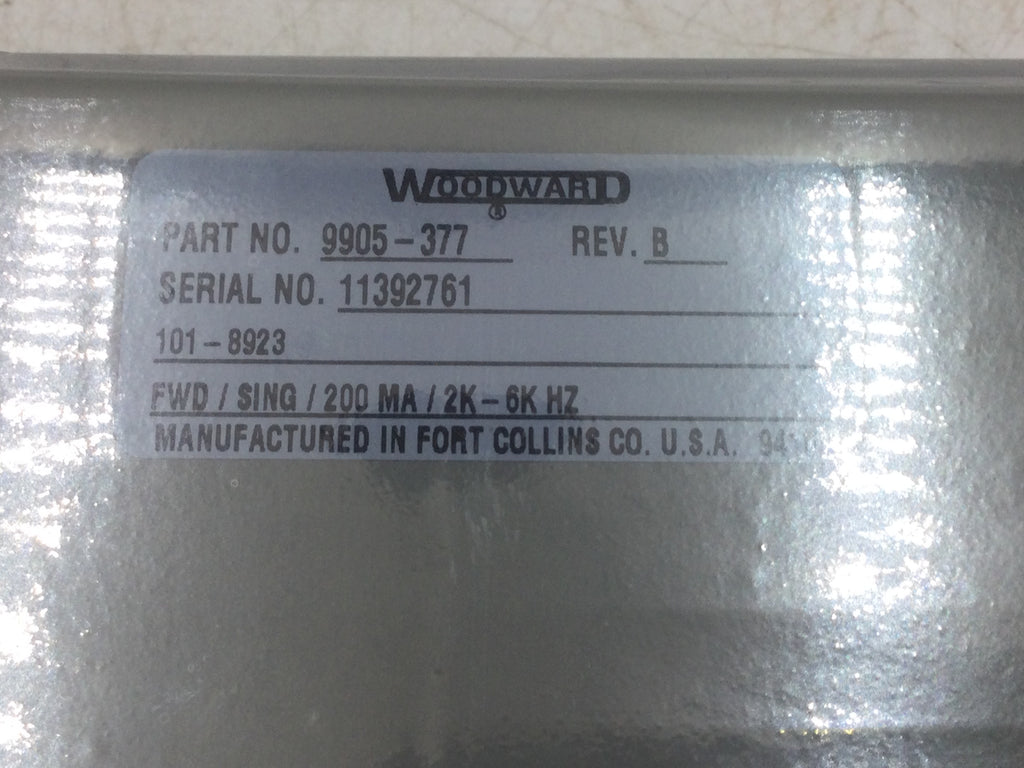 WOODWARD
®
PART NO. 9905-377 REV. B
SERIAL NO. 11392761
101-8923
FWD / SING / 200 MA / 2K-6K HZ
MANUFACTURED IN FORT COLLINS CO. U.S.A.